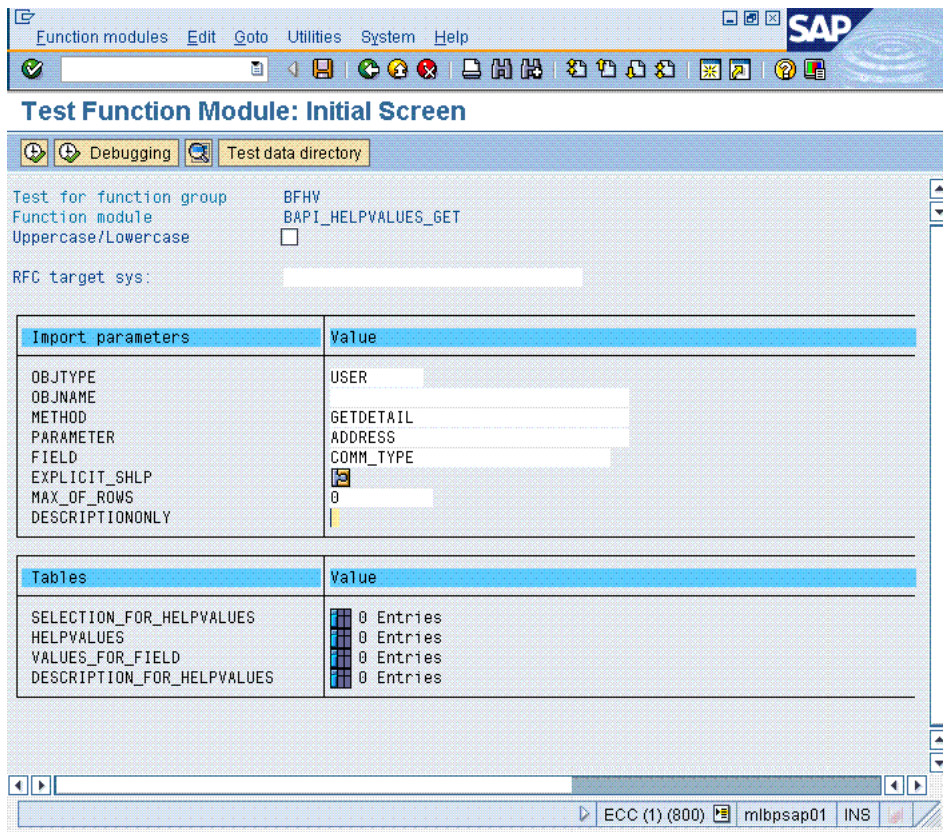 SAP
Function modules Edit Goto Utilities System Help
Test Function Module: Initial Screen
Debugging Test data directory
Test for function group BFHV
Function module BAPI_HELPVALUES_GET
Uppercase/Lowercase
RFC target sys:
Import parameters Value
OBJTYPE USER
OBJNAME
METHOD GETDETAIL
PARAMETER ADDRESS
FIELD COMM_TYPE
EXPLICIT_SHLP
MAX_OF_ROWS 0
DESCRIPTIONONLY
Tables Value
SELECTION_FOR_HELPVALUES 0 Entries
HELPVALUES 0 Entries
VALUES_FOR_FIELD 0 Entries
DESCRIPTION_FOR_HELPVALUES 0 Entries
ECC (1) (800) mlbpsap01 INS